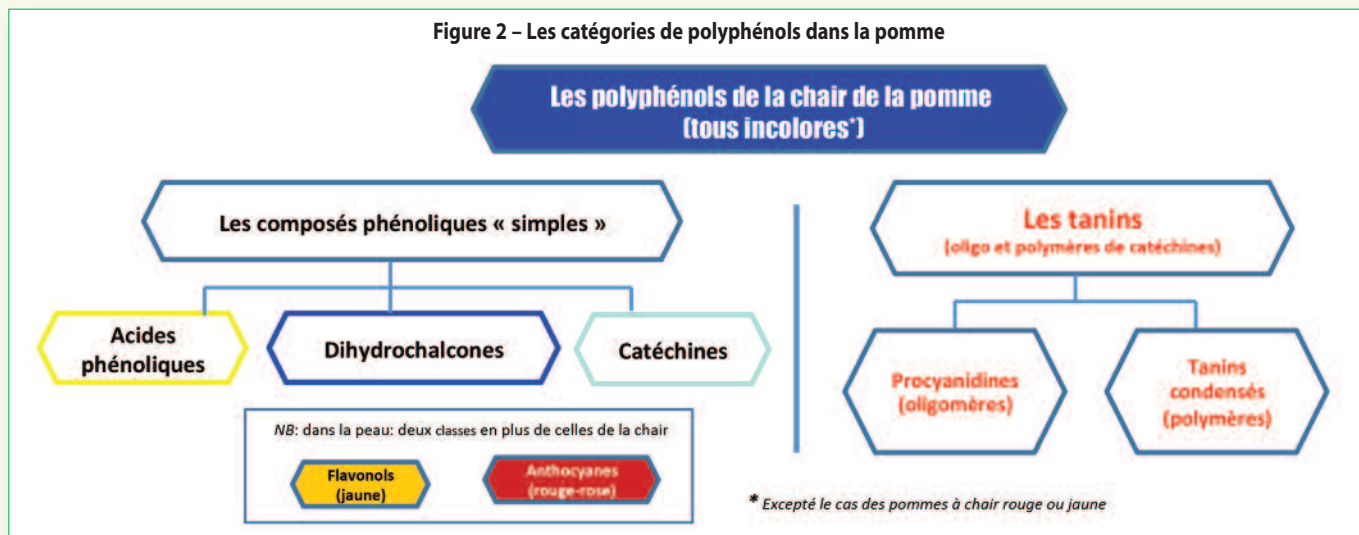 Figure 2 – Les catégories de polyphénols dans la pomme
Les polyphénols de la chair de la pomme
(tous incolores*)
Les composés phénoliques « simples »
Les tanins
(oligo et polymères de catéchines)
Acides
phénoliques
Dihydrochalcones
Catéchines
Procyanidines
(oligomères)
Tanins
condensés
(polymères)
NB: dans la peau: deux classes en plus de celles de la chair
Flavonols
(jaune)
Anthocyanes
(rouge-rose)
* Excepté le cas des pommes à chair rouge ou jaune